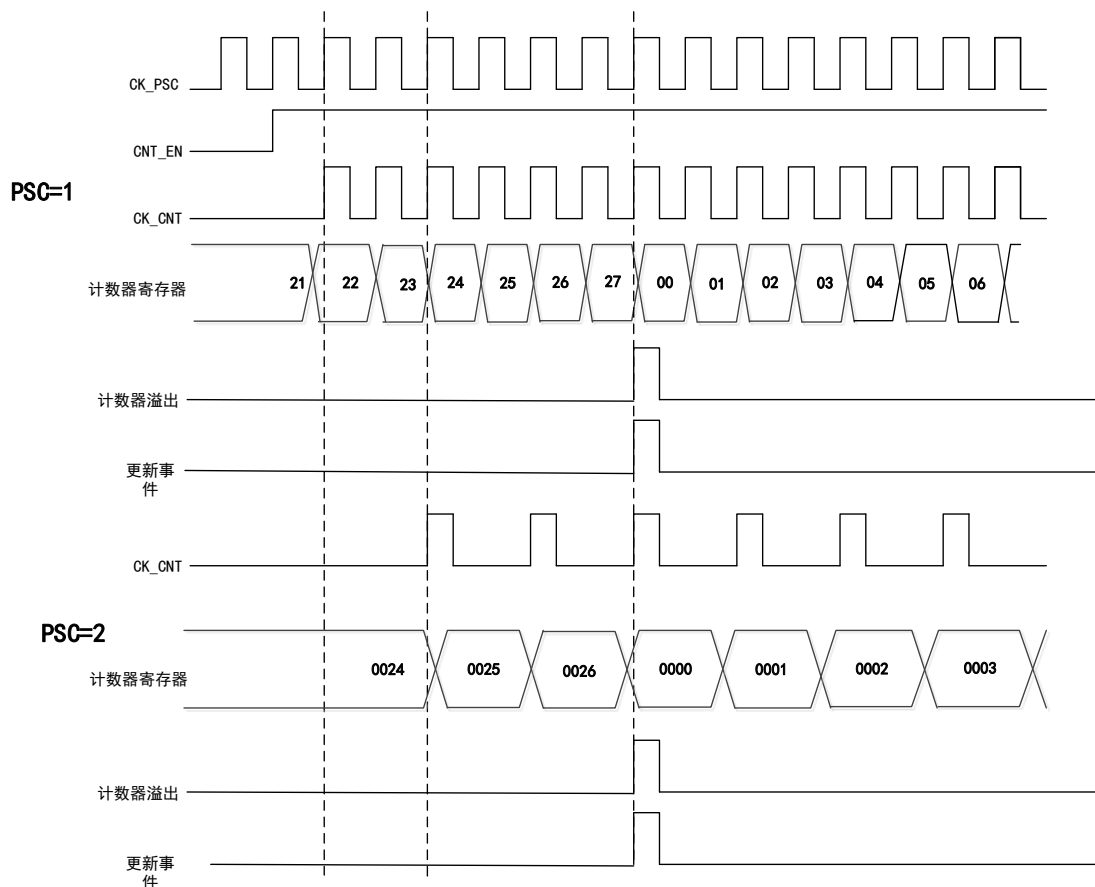 CK_PSC
CNT_EN
PSC=1
CK_CNT
计数器寄存器
21 22 23 24 25 26 27 00 01 02 03 04 05 06
计数器溢出
更新事
件
CK_CNT
PSC=2
计数器寄存器
0024 0025 0026 0000 0001 0002 0003
计数器溢出
更新事
件